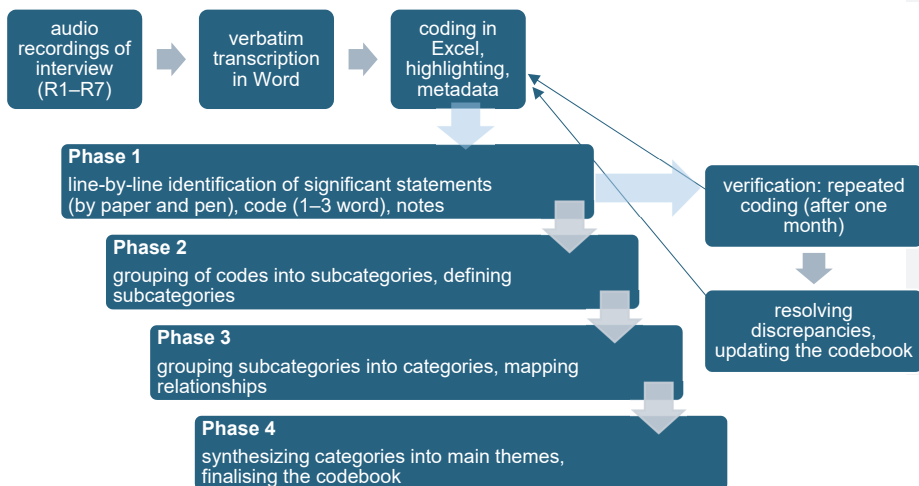 audio
recordings of
interview
(R1–R7)
verbatim
transcription
in Word
coding in
Excel,
highlighting,
metadata
Phase 1
line-by-line identification of significant statements
(by paper and pen), code (1–3 word), notes
verification: repeated
coding (after one
month)
Phase 2
grouping of codes into subcategories, defining
subcategories
resolving
discrepancies,
updating the codebook
Phase 3
grouping subcategories into categories, mapping
relationships
Phase 4
synthesizing categories into main themes,
finalising the codebook